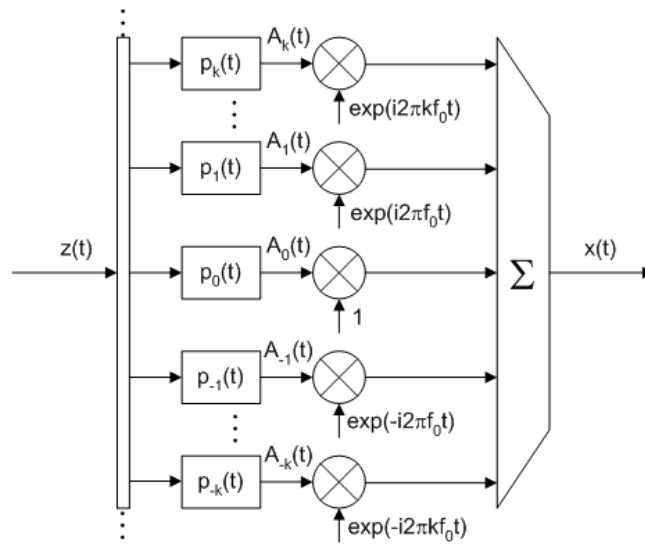 p_k(t) A_k(t)
exp(i2πkf_0t)
p_1(t) A_1(t)
exp(i2πf_0t)
z(t) p_0(t) A_0(t) Σ x(t)
1
p_-1(t) A_-1(t)
exp(-i2πf_0t)
p_-k(t) A_-k(t)
exp(-i2πkf_0t)